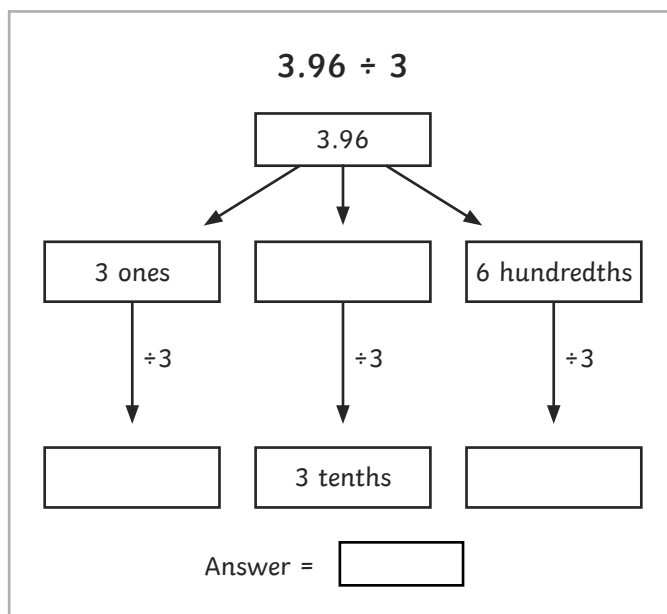 3.96 ÷ 3
3.96
3 ones
6 hundredths
÷3
÷3
÷3
3 tenths
Answer =